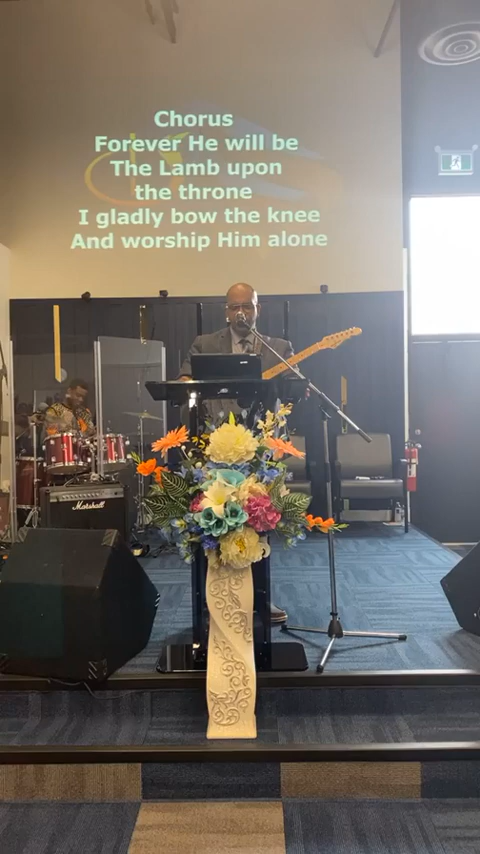 Chorus
Forever He will be
The Lamb upon
the throne
I gladly bow the knee
And worship Him alone
Marshall